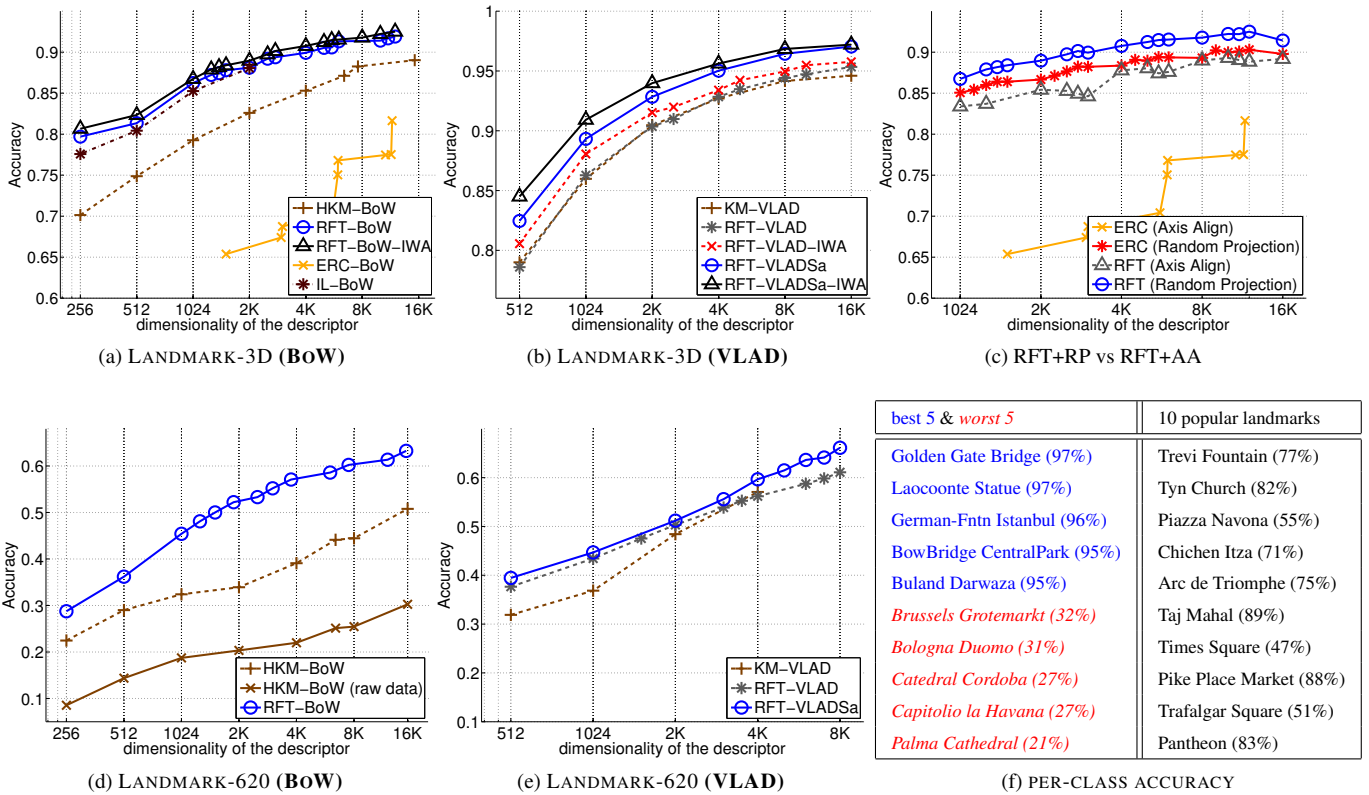 Accuracy
0.9
0.85
0.8
0.75
0.7
0.65
0.6
HKM−BoW
RFT−BoW
RFT−BoW−IWA
ERC−BoW
IL−BoW
256 512 1024 2K 4K 8K 16K
dimensionality of the descriptor
(a) LANDMARK-3D (BOW)
Accuracy
1
0.95
0.9
0.85
0.8
KM−VLAD
RFT−VLAD
RFT−VLAD−IWA
RFT−VLADSa
RFT−VLADSa−IWA
512 1024 2K 4K 8K 16K
dimensionality of the descriptor
(b) LANDMARK-3D (VLAD)
Accuracy
0.95
0.9
0.85
0.8
0.75
0.7
0.65
0.6
ERC (Axis Align)
ERC (Random Projection)
RFT (Axis Align)
RFT (Random Projection)
1024 2K 4K 8K 16K
dimensionality of the descriptor
(c) RFT+RP vs RFT+AA
Accuracy
0.6
0.5
0.4
0.3
0.2
0.1
HKM−BoW
HKM−BoW (raw data)
RFT−BoW
256 512 1024 2K 4K 8K 16K
dimensionality of the descriptor
(d) LANDMARK-620 (BOW)
Accuracy
0.7
0.6
0.5
0.4
0.3
0.2
0.1
KM−VLAD
RFT−VLAD
RFT−VLADSa
512 1024 2K 4K 8K
dimensionality of the descriptor
(e) LANDMARK-620 (VLAD)
best 5 & worst 5 10 popular landmarks
Golden Gate Bridge (97%) Trevi Fountain (77%)
Laocoonte Statue (97%) Tyn Church (82%)
German-Fntn Istanbul (96%) Piazza Navona (55%)
BowBridge CentralPark (95%) Chichen Itza (71%)
Buland Darwaza (95%) Arc de Triomphe (75%)
Brussels Grotemarkt (32%) Taj Mahal (89%)
Bologna Duomo (31%) Times Square (47%)
Catedral Cordoba (27%) Pike Place Market (88%)
Capitolio la Havana (27%) Trafalgar Square (51%)
Palma Cathedral (21%) Pantheon (83%)
(f) PER-CLASS ACCURACY